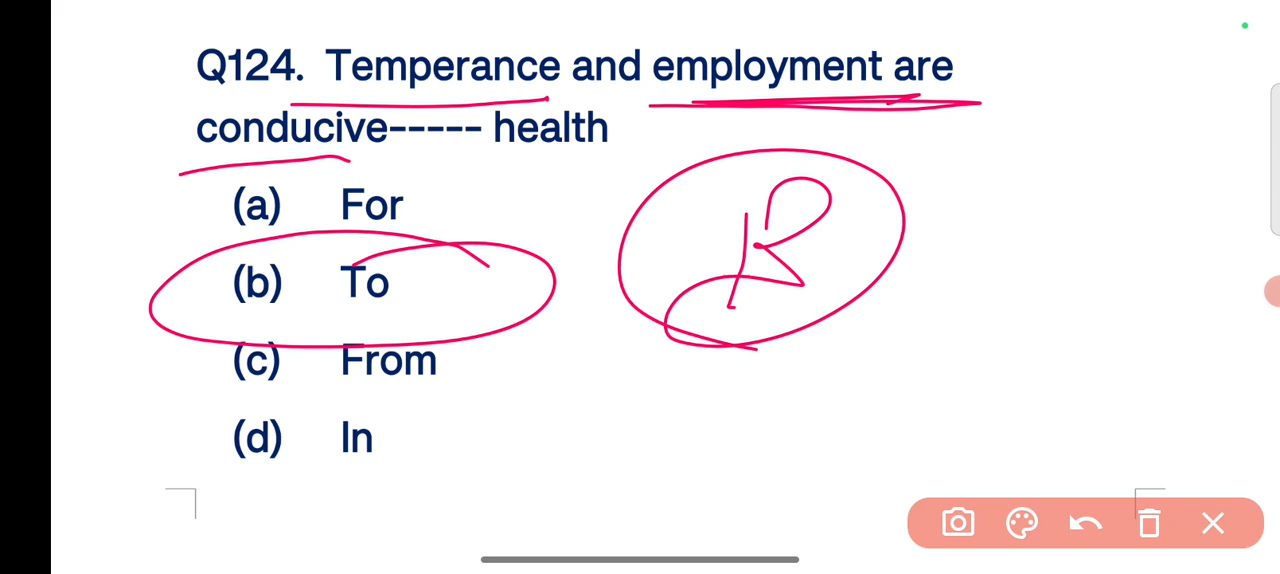 Q124. Temperance and employment are
conducive----- health
(a) For
(b) To
R
(c) From
(d) In